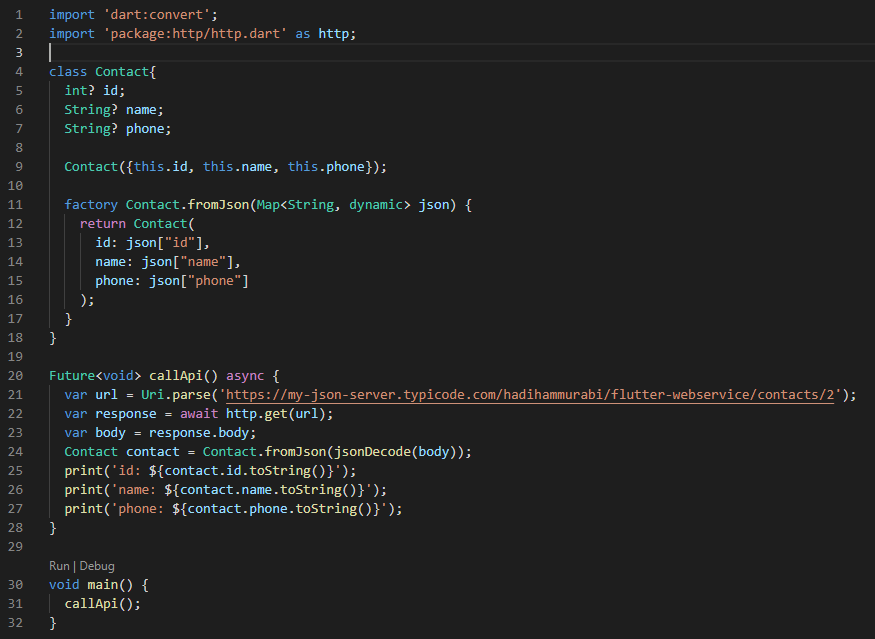 1 import 'dart:convert';
2 import 'package:http/http.dart' as http;
3
4 class Contact{
5   int? id;
6   String? name;
7   String? phone;
8
9   Contact({this.id, this.name, this.phone});
10
11   factory Contact.fromJson(Map<String, dynamic> json) {
12     return Contact(
13       id: json["id"],
14       name: json["name"],
15       phone: json["phone"]
16     );
17   }
18 }
19
20 Future<void> callApi() async {
21   var url = Uri.parse('https://my-json-server.typicode.com/hadihammurabi/flutter-webservice/contacts/2');
22   var response = await http.get(url);
23   var body = response.body;
24   Contact contact = Contact.fromJson(jsonDecode(body));
25   print('id: ${contact.id.toString()}');
26   print('name: ${contact.name.toString()}');
27   print('phone: ${contact.phone.toString()}');
28 }
29
Run | Debug
30 void main() {
31   callApi();
32 }